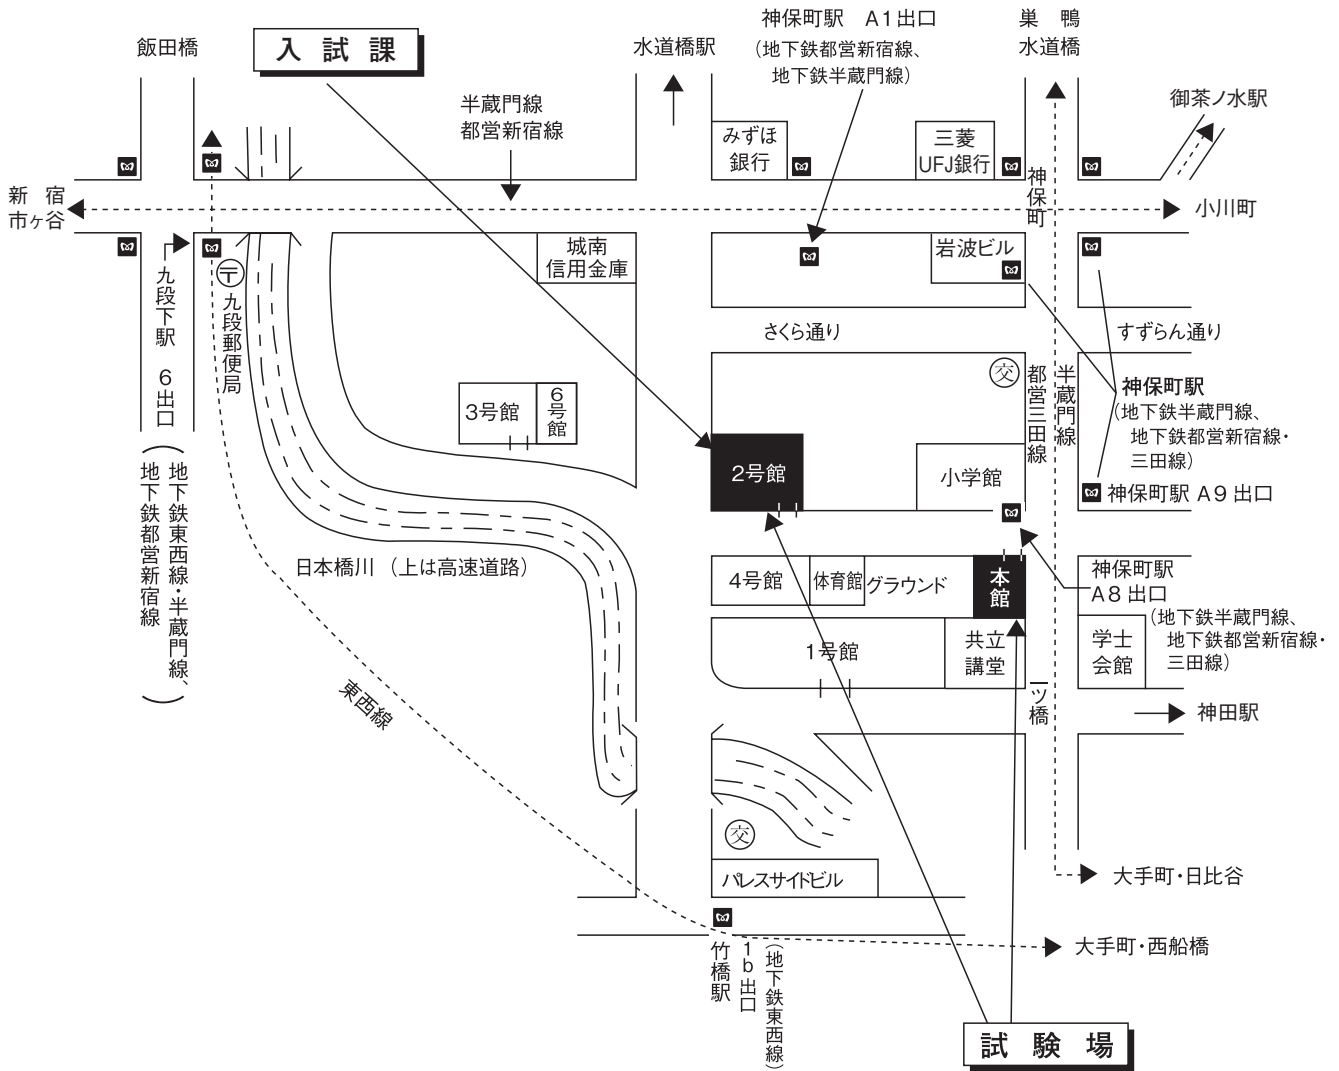 飯田橋
入試課
水道橋駅
神保町駅　A1出口
(地下鉄都営新宿線、
地下鉄半蔵門線)
巣　鴨
水道橋
御茶ノ水駅
半蔵門線
都営新宿線
みずほ
銀行
三菱
UFJ銀行
神保町
新　宿
市ヶ谷
小川町
九段下駅　6出口
(地下鉄東西線・半蔵門線、
地下鉄都営新宿線)
〒
九段郵便局
城南
信用金庫
岩波ビル
さくら通り
すずらん通り
交
都営三田線
半蔵門線
神保町駅
(地下鉄半蔵門線、
地下鉄都営新宿線・
三田線)
3号館
6号館
2号館
小学館
神保町駅 A9出口
日本橋川 (上は高速道路)
4号館
体育館
グラウンド
本館
神保町駅
A8出口
(地下鉄半蔵門線、
地下鉄都営新宿線・
三田線)
1号館
共立
講堂
学士
会館
東西線
一ツ橋
神田駅
交
パレスサイドビル
大手町・日比谷
大手町・西船橋
竹橋駅
1b出口
(地下鉄東西線)
試験場